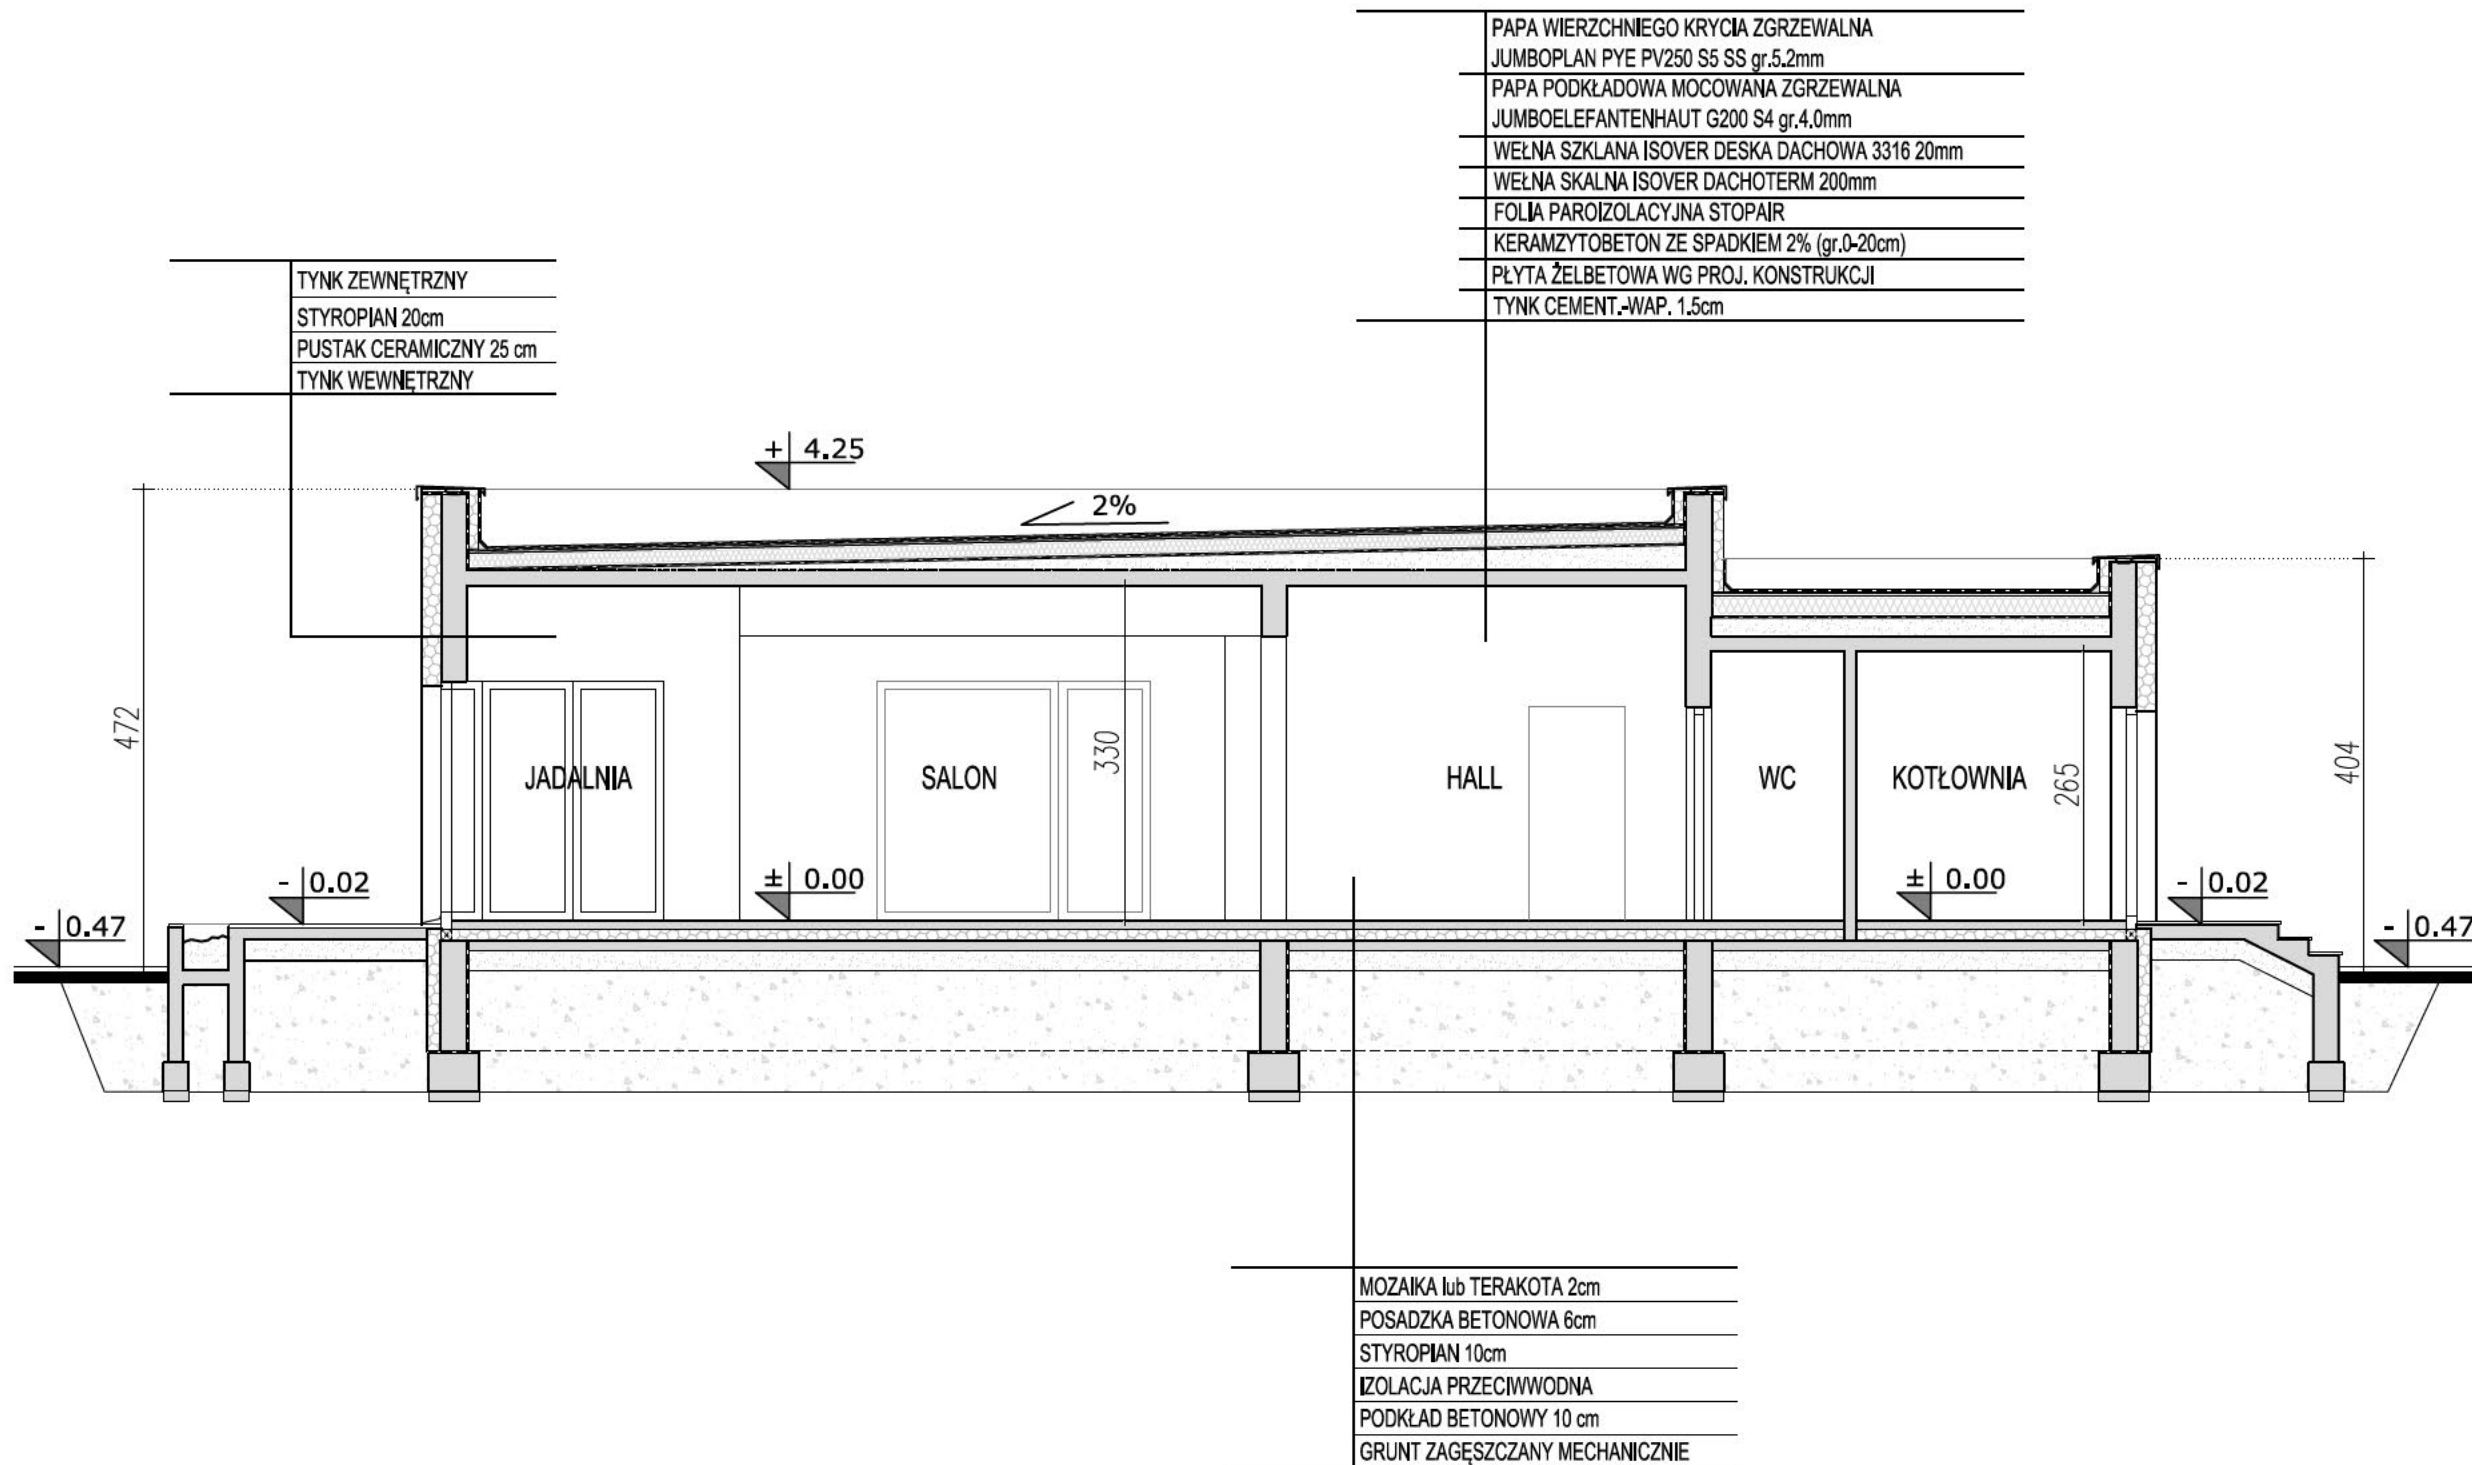 PAPA WIERZCHNIEGO KRYCIA ZGRZEWALNA
JUMBOPLAN PYE PV250 S5 SS gr.5.2mm
PAPA PODKŁADOWA MOCOWANA ZGRZEWALNA
JUMBOELEFANTENHAUT G200 S4 gr.4.0mm
WEŁNA SZKLANA ISOVER DESKA DACHOWA 3316 20mm
WEŁNA SKALNA ISOVER DACHOTERM 200mm
FOLIA PAROIZOLACYJNA STOPAIR
KERAMZYTOBETON ZE SPADKIEM 2% (gr.0-20cm)
PŁYTA ŻELBETOWA WG PROJ. KONSTRUKCJI
TYNK CEMENT.-WAP. 1.5cm
TYNK ZEWNĘTRZNY
STYROPIAN 20cm
PUSTAK CERAMICZNY 25 cm
TYNK WEWNĘTRZNY
+ 4.25
2%
472
330
404
JADALNIA
SALON
HALL
WC
KOTŁOWNIA
265
- 0.02
± 0.00
± 0.00
- 0.02
- 0.47
- 0.47
MOZAIKA lub TERAKOTA 2cm
POSADZKA BETONOWA 6cm
STYROPIAN 10cm
IZOLACJA PRZECIWWODNA
PODKŁAD BETONOWY 10 cm
GRUNT ZAGĘSZCZANY MECHANICZNIE